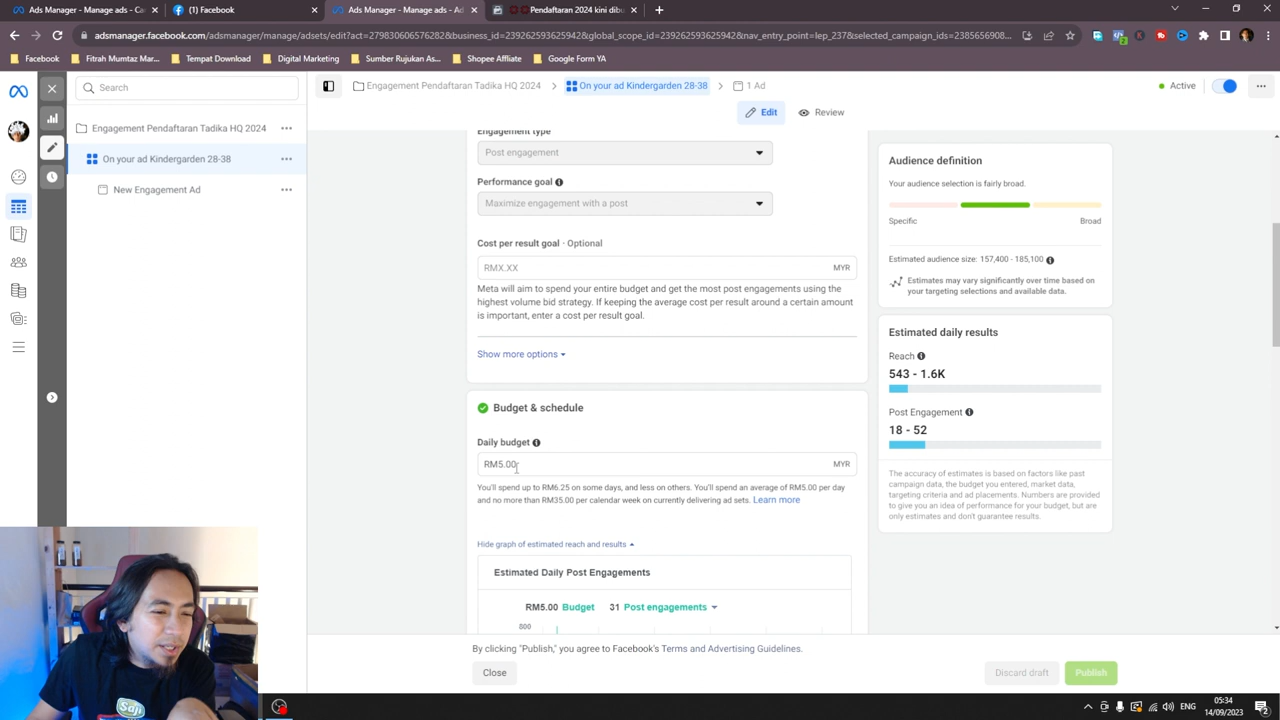 Ads Manager - Manage ad
(2) Facebook
Ads Manager - Manage ads - Ad
Pendaftaran 2024 kini dibu
adsmanager.facebook.com/adsmanager/manage/adsets/edit?act=279830606576282&business_id=2392625936259428&global_scope_id=2392625936259428&nav_entry_point=lep_237&selected_campaign_ids=2385656908...
Facebook
Fitrah Mumtaz Mar...
Tempat Download
Digital Marketing
Sumber Rujukan As...
Shopee Affliate
Google Form YA
Search
Engagement Pendaftaran Tadika HQ 2024
On your ad Kindergarden 28-38
1 Ad
Active
Edit
Review
Engagement Pendaftaran Tadika HQ 2024
On your ad Kindergarden 28-38
New Engagement Ad
Engagement type
Post engagement
Performance goal
Maximize engagement with a post
Cost per result goal · Optional
RMX.XX
MYR
Meta will aim to spend your entire budget and get the most post engagements using the
highest volume bid strategy. If keeping the average cost per result around a certain amount
is important, enter a cost per result goal.
Show more options
Budget & schedule
Daily budget
RM5.00
MYR
You'll spend up to RM6.25 on some days, and less on others. You'll spend an average of RM5.00 per day
and no more than RM35.00 per calendar week on currently delivering ad sets. Learn more
Hide graph of estimated reach and results
Estimated Daily Post Engagements
RM5.00 Budget 31 Post engagements
800
Audience definition
Your audience selection is fairly broad.
Specific
Broad
Estimated audience size: 157,400 - 185,100
Estimates may vary significantly over time based on
your targeting selections and available data.
Estimated daily results
Reach
543 - 1.6K
Post Engagement
18 - 52
The accuracy of estimates is based on factors like past
campaign data, the budget you entered, market data,
targeting criteria and ad placements. Numbers are provided
to give you an idea of performance for your budget, but are
only estimates and don't guarantee results.
By clicking "Publish," you agree to Facebook's Terms and Advertising Guidelines.
Close
Discard draft
Publish
ENG
05:34
14/09/2023